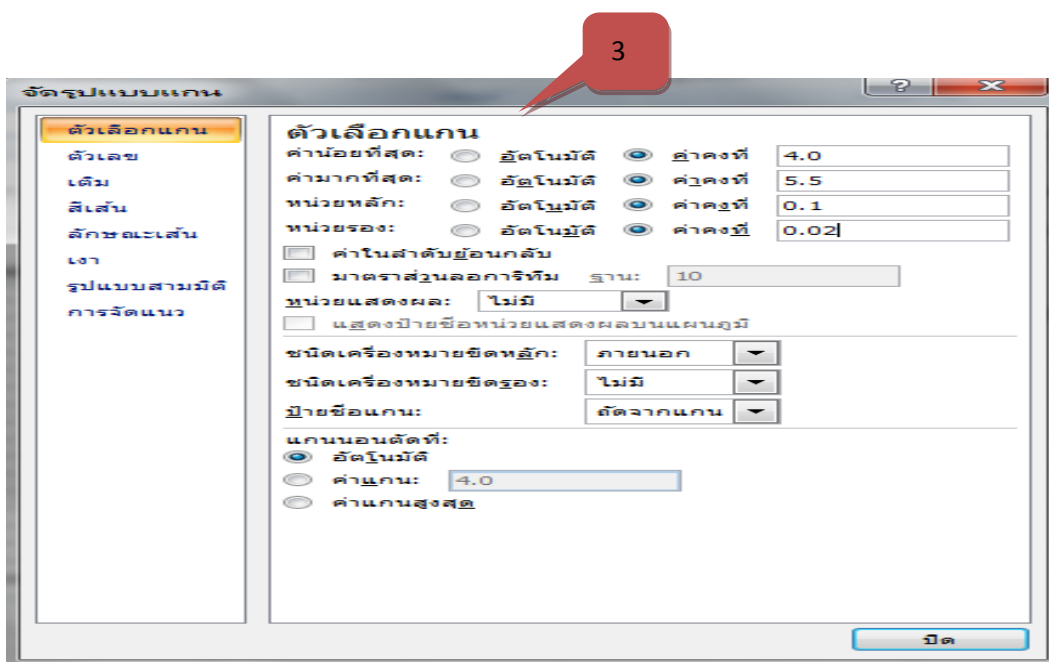 3
จัดรูปแบบแกน
ตัวเลือกแกน
ตัวเลข
เติม
สีเส้น
ลักษณะเส้น
เงา
รูปแบบสามมิติ
การจัดแนว
ตัวเลือกแกน
ค่าน้อยที่สุด: อัตโนมัติ ค่าคงที่ 4.0
ค่ามากที่สุด: อัตโนมัติ ค่าคงที่ 5.5
หน่วยหลัก: อัตโนมัติ ค่าคงที่ 0.1
หน่วยรอง: อัตโนมัติ ค่าคงที่ 0.02
ค่าในลำดับย้อนกลับ
มาตราส่วนลอการิทึม ฐาน: 10
หน่วยแสดงผล: ไม่มี
แสดงป้ายชื่อหน่วยแสดงผลบนแผนภูมิ
ชนิดเครื่องหมายขีดหลัก: ภายนอก
ชนิดเครื่องหมายขีดรอง: ไม่มี
ป้ายชื่อแกน: ถัดจากแกน
แกนนอนตัดที่:
อัตโนมัติ
ค่าแกน: 4.0
ค่าแกนสูงสุด
ปิด